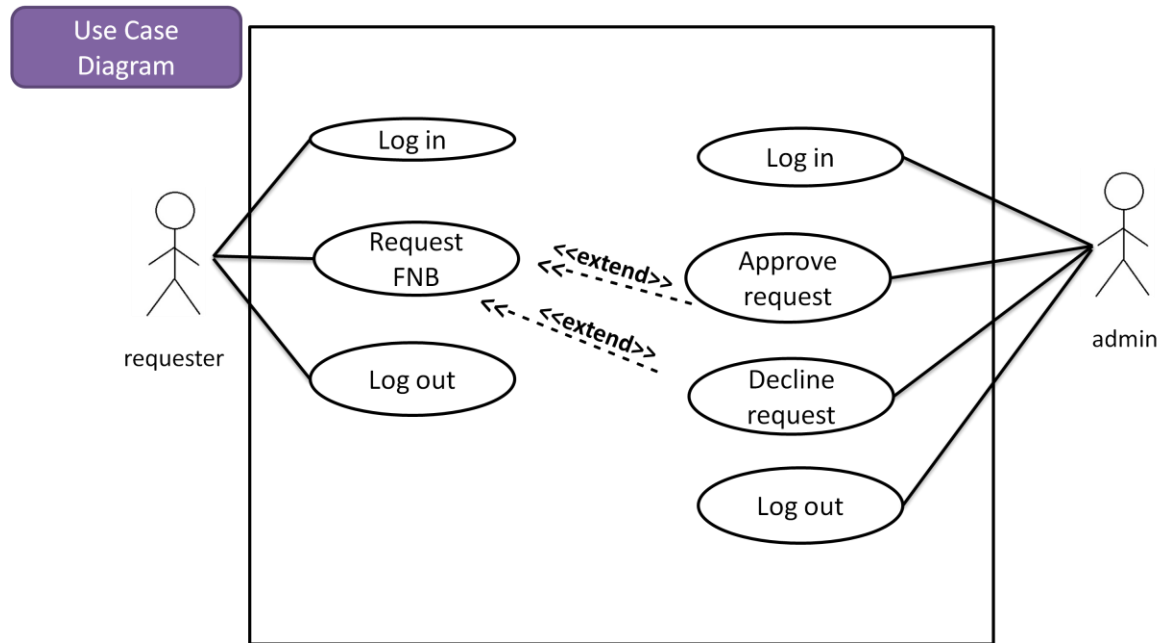 Use Case
Diagram
Log in
Request
FNB
Log out
requester
<<extend>>
<<extend>>
Log in
Approve
request
Decline
request
Log out
admin